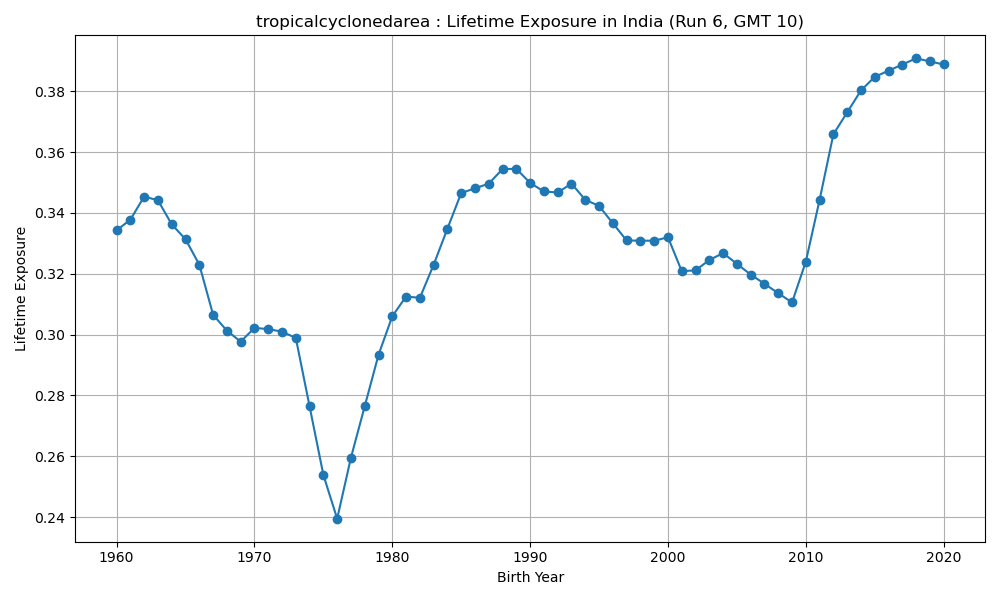 tropicalcyclonedarea : Lifetime Exposure in India (Run 6, GMT 10)
Lifetime Exposure
0.38
0.36
0.34
0.32
0.30
0.28
0.26
0.24
1960 1970 1980 1990 2000 2010 2020
Birth Year